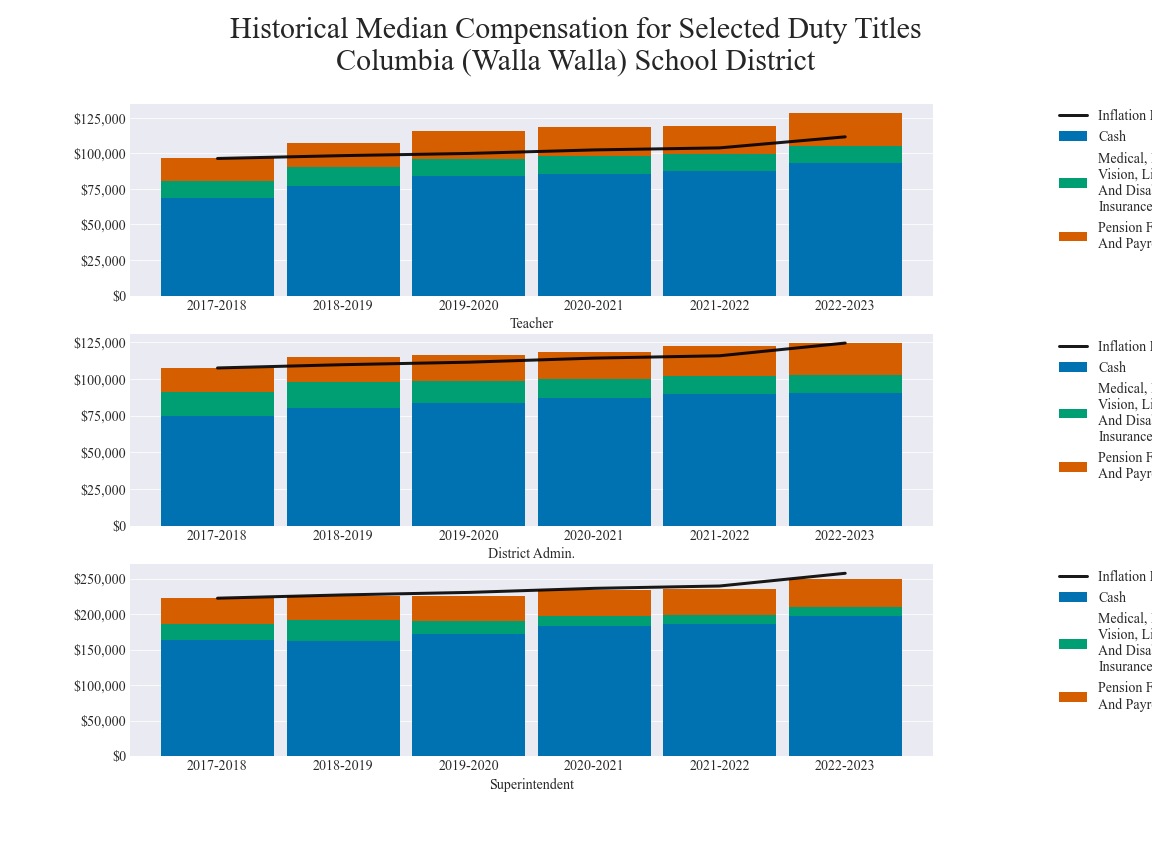 Historical Median Compensation for Selected Duty Titles
Columbia (Walla Walla) School District
$125,000
$100,000
$75,000
$50,000
$25,000
$0
2017-2018 2018-2019 2019-2020 2020-2021 2021-2022 2022-2023
Teacher
Inflation
Cash
Medical,
Vision,
And
Insurance
Pension
And
$125,000
$100,000
$75,000
$50,000
$25,000
$0
2017-2018 2018-2019 2019-2020 2020-2021 2021-2022 2022-2023
District Admin.
Inflation
Cash
Medical,
Vision,
And
Insurance
Pension
And
$250,000
$200,000
$150,000
$100,000
$50,000
$0
2017-2018 2018-2019 2019-2020 2020-2021 2021-2022 2022-2023
Superintendent
Inflation
Cash
Medical,
Vision,
And
Insurance
Pension
And